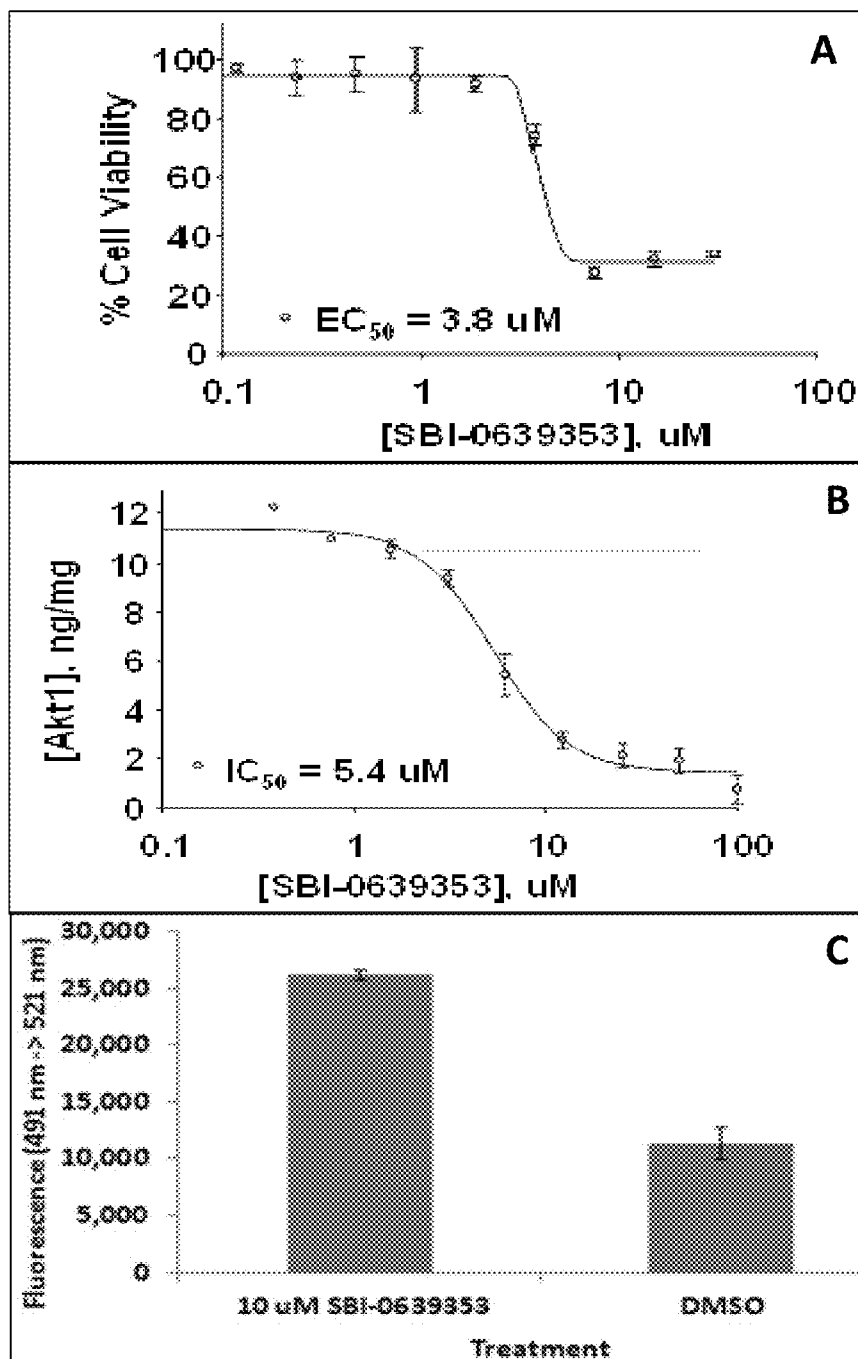 A
100
80
60
40
20
0
% Cell Viability
EC50 = 3.8 uM
0.1 1 10 100
[SBI-0639353], uM
B
12
10
8
6
4
2
0
[Akt1], ng/mg
IC50 = 5.4 uM
0.1 1 10 100
[SBI-0639353], uM
C
30,000
25,000
20,000
15,000
10,000
5,000
0
Fluorescence (491 nm -> 521 nm)
10 uM SBI-0639353 DMSO
Treatment